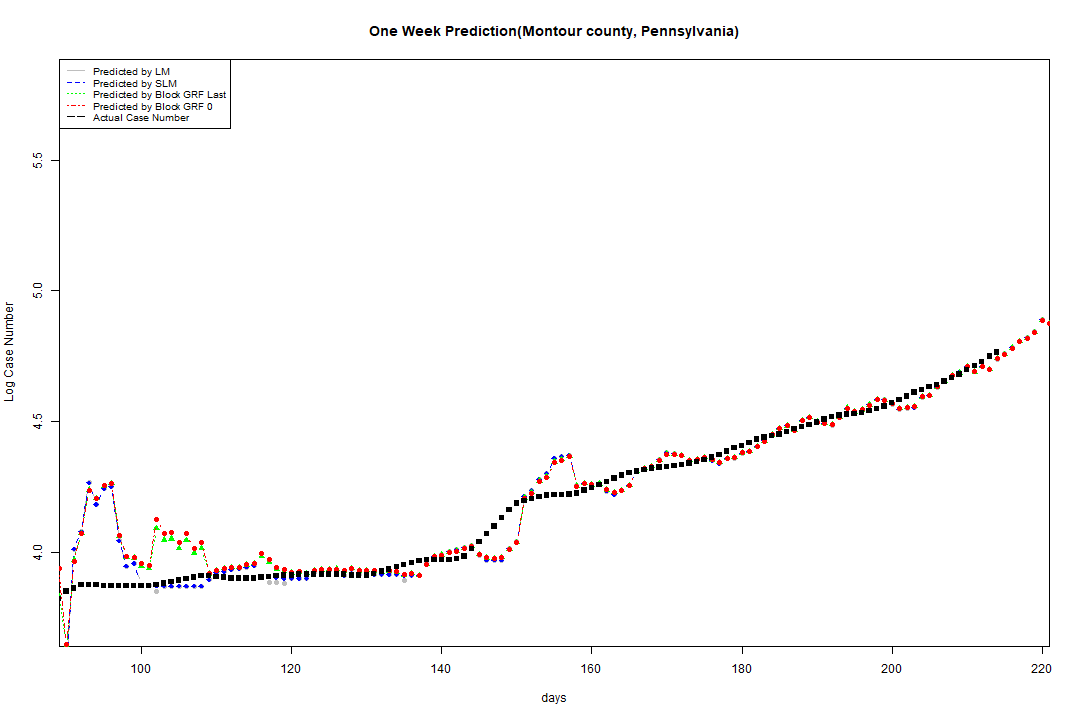 One Week Prediction(Montour county, Pennsylvania)
Predicted by LM
Predicted by SLM
Predicted by Block GRF Last
Predicted by Block GRF 0
Actual Case Number
5.5
5.0
4.5
4.0
Log Case Number
100 120 140 160 180 200 220
days